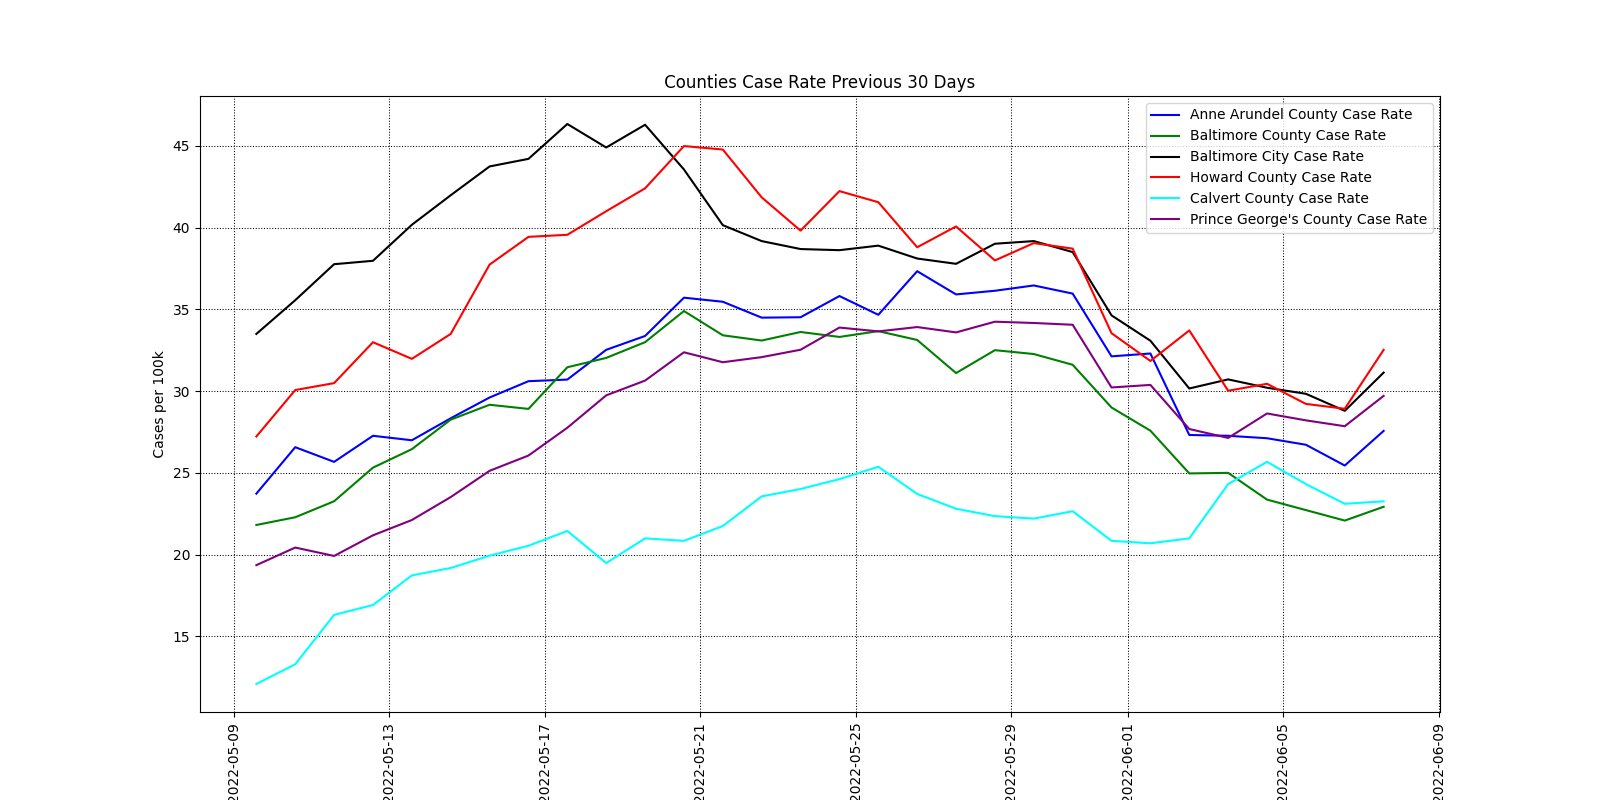 Counties Case Rate Previous 30 Days
Anne Arundel County Case Rate
Baltimore County Case Rate
Baltimore City Case Rate
Howard County Case Rate
Calvert County Case Rate
Prince George's County Case Rate
Cases per 100k
45
40
35
30
25
20
15
2022-05-09
2022-05-13
2022-05-17
2022-05-21
2022-05-25
2022-05-29
2022-06-01
2022-06-05
2022-06-09